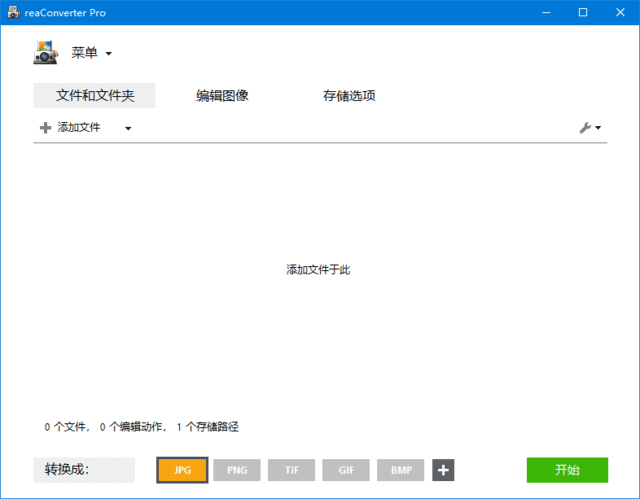 reaConverter Pro
菜单
文件和文件夹 编辑图像 存储选项
添加文件
添加文件于此
0 个文件， 0 个编辑动作， 1 个存储路径
转换成： JPG PNG TIF GIF BMP 开始